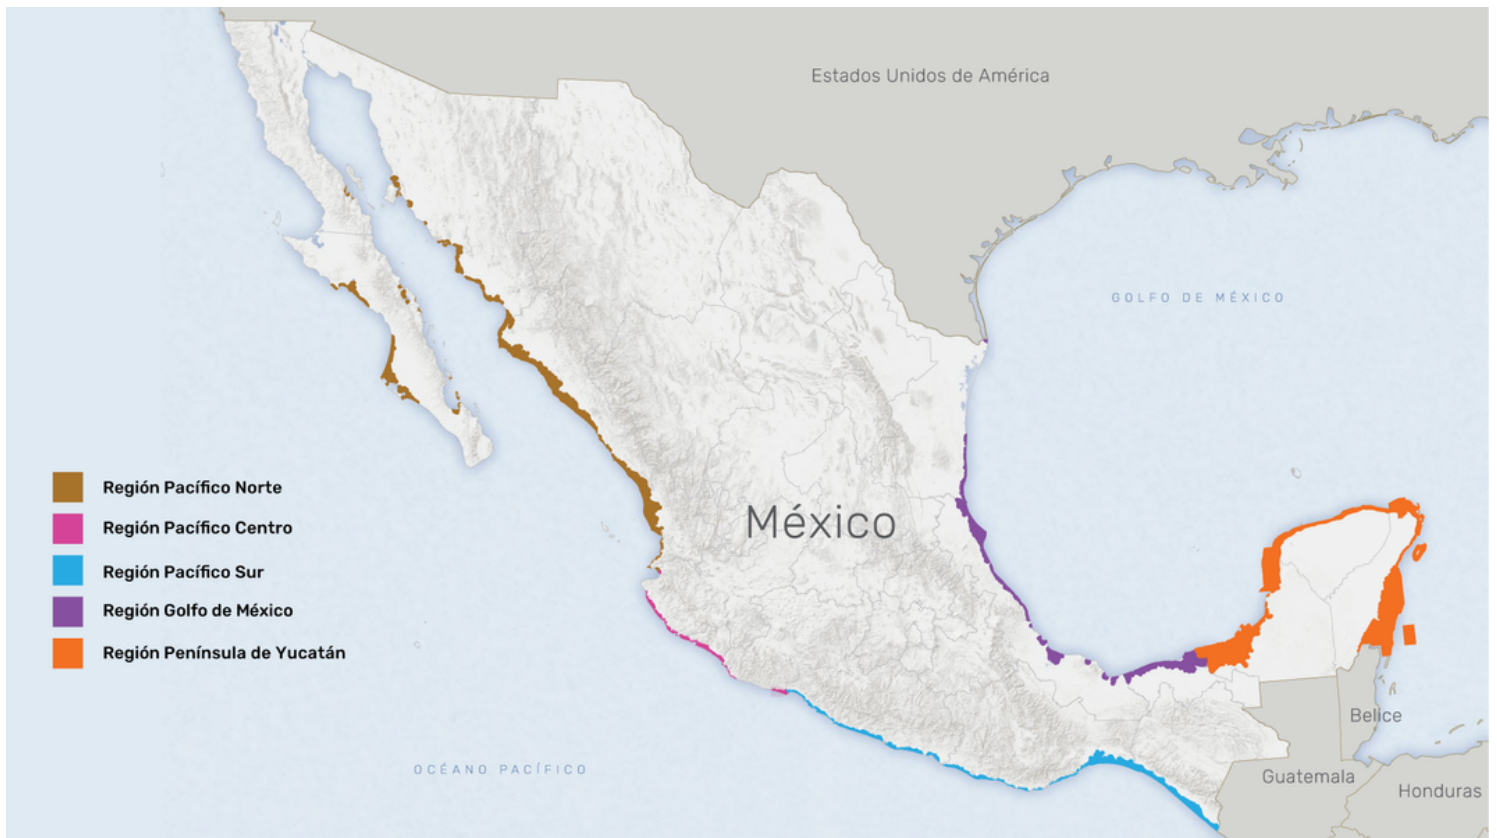 Estados Unidos de América
GOLFO DE MÉXICO
Región Pacífico Norte
Región Pacífico Centro
Región Pacífico Sur
Región Golfo de México
Región Península de Yucatán
México
OCÉANO PACÍFICO
Belice
Guatemala
Honduras